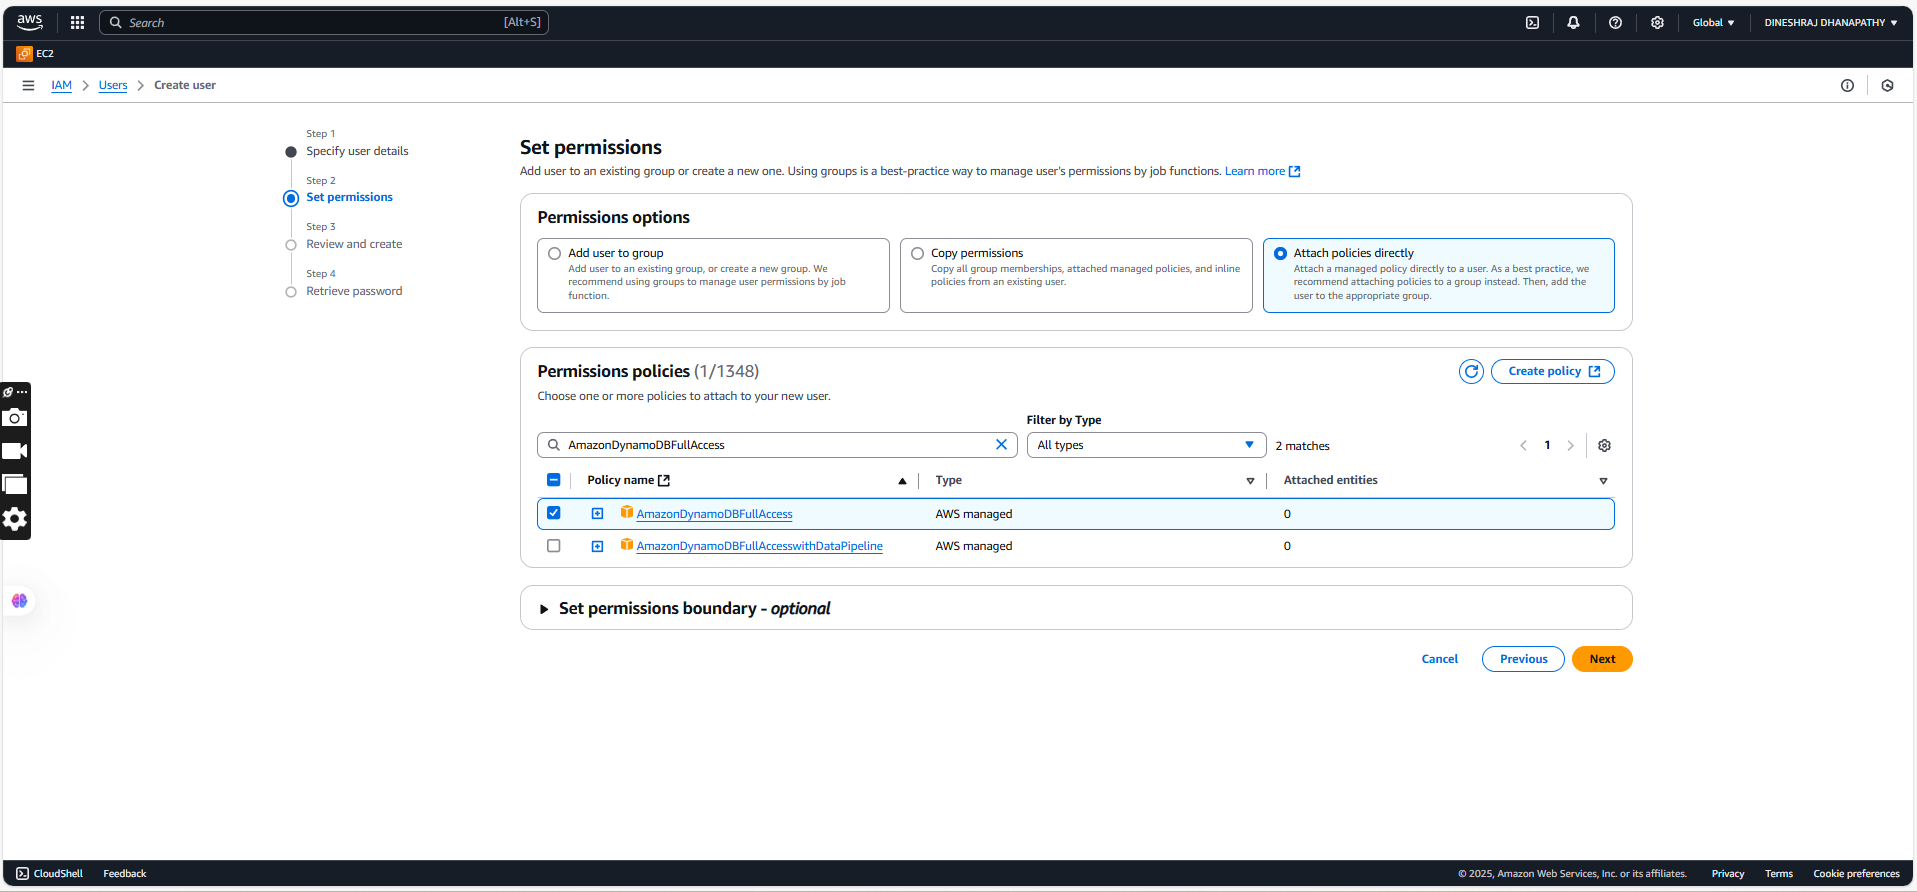 aws
Search
[Alt+S]
Global
DINESHRAJ DHANAPATHY
EC2
IAM
Users
Create user
Step 1
Specify user details
Step 2
Set permissions
Step 3
Review and create
Step 4
Retrieve password
Set permissions
Add user to an existing group or create a new one. Using groups is a best-practice way to manage user's permissions by job functions. Learn more
Permissions options
Add user to group
Add user to an existing group, or create a new group. We
recommend using groups to manage user permissions by job
function.
Copy permissions
Copy all group memberships, attached managed policies, and inline
policies from an existing user.
Attach policies directly
Attach a managed policy directly to a user. As a best practice, we
recommend attaching policies to a group instead. Then, add the
user to the appropriate group.
Permissions policies (1/1348)
Create policy
Choose one or more policies to attach to your new user.
Filter by Type
AmazonDynamoDBFullAccess
All types
2 matches
1
Policy name
Type
Attached entities
AmazonDynamoDBFullAccess
AWS managed
0
AmazonDynamoDBFullAccesswithDataPipeline
AWS managed
0
Set permissions boundary - optional
Cancel
Previous
Next
CloudShell
Feedback
© 2025, Amazon Web Services, Inc. or its affiliates.
Privacy
Terms
Cookie preferences